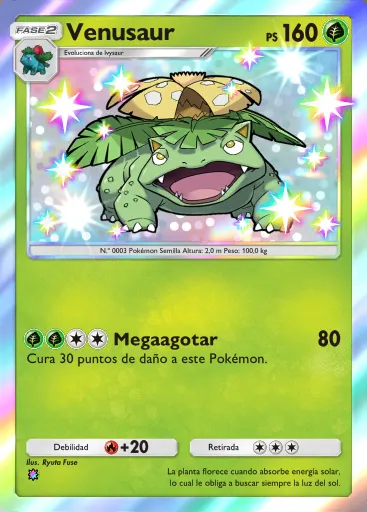 FASE 2 Venusaur PS 160
Evoluciona de Ivysaur
N.º 0003 Pokémon Semilla Altura: 2,0 m Peso: 100,0 kg
Megaagotar 80
Cura 30 puntos de daño a este Pokémon.
Debilidad +20 Retirada
Ilus. Ryuta Fuse
La planta florece cuando absorbe energía solar,
lo cual le obliga a buscar siempre la luz del sol.